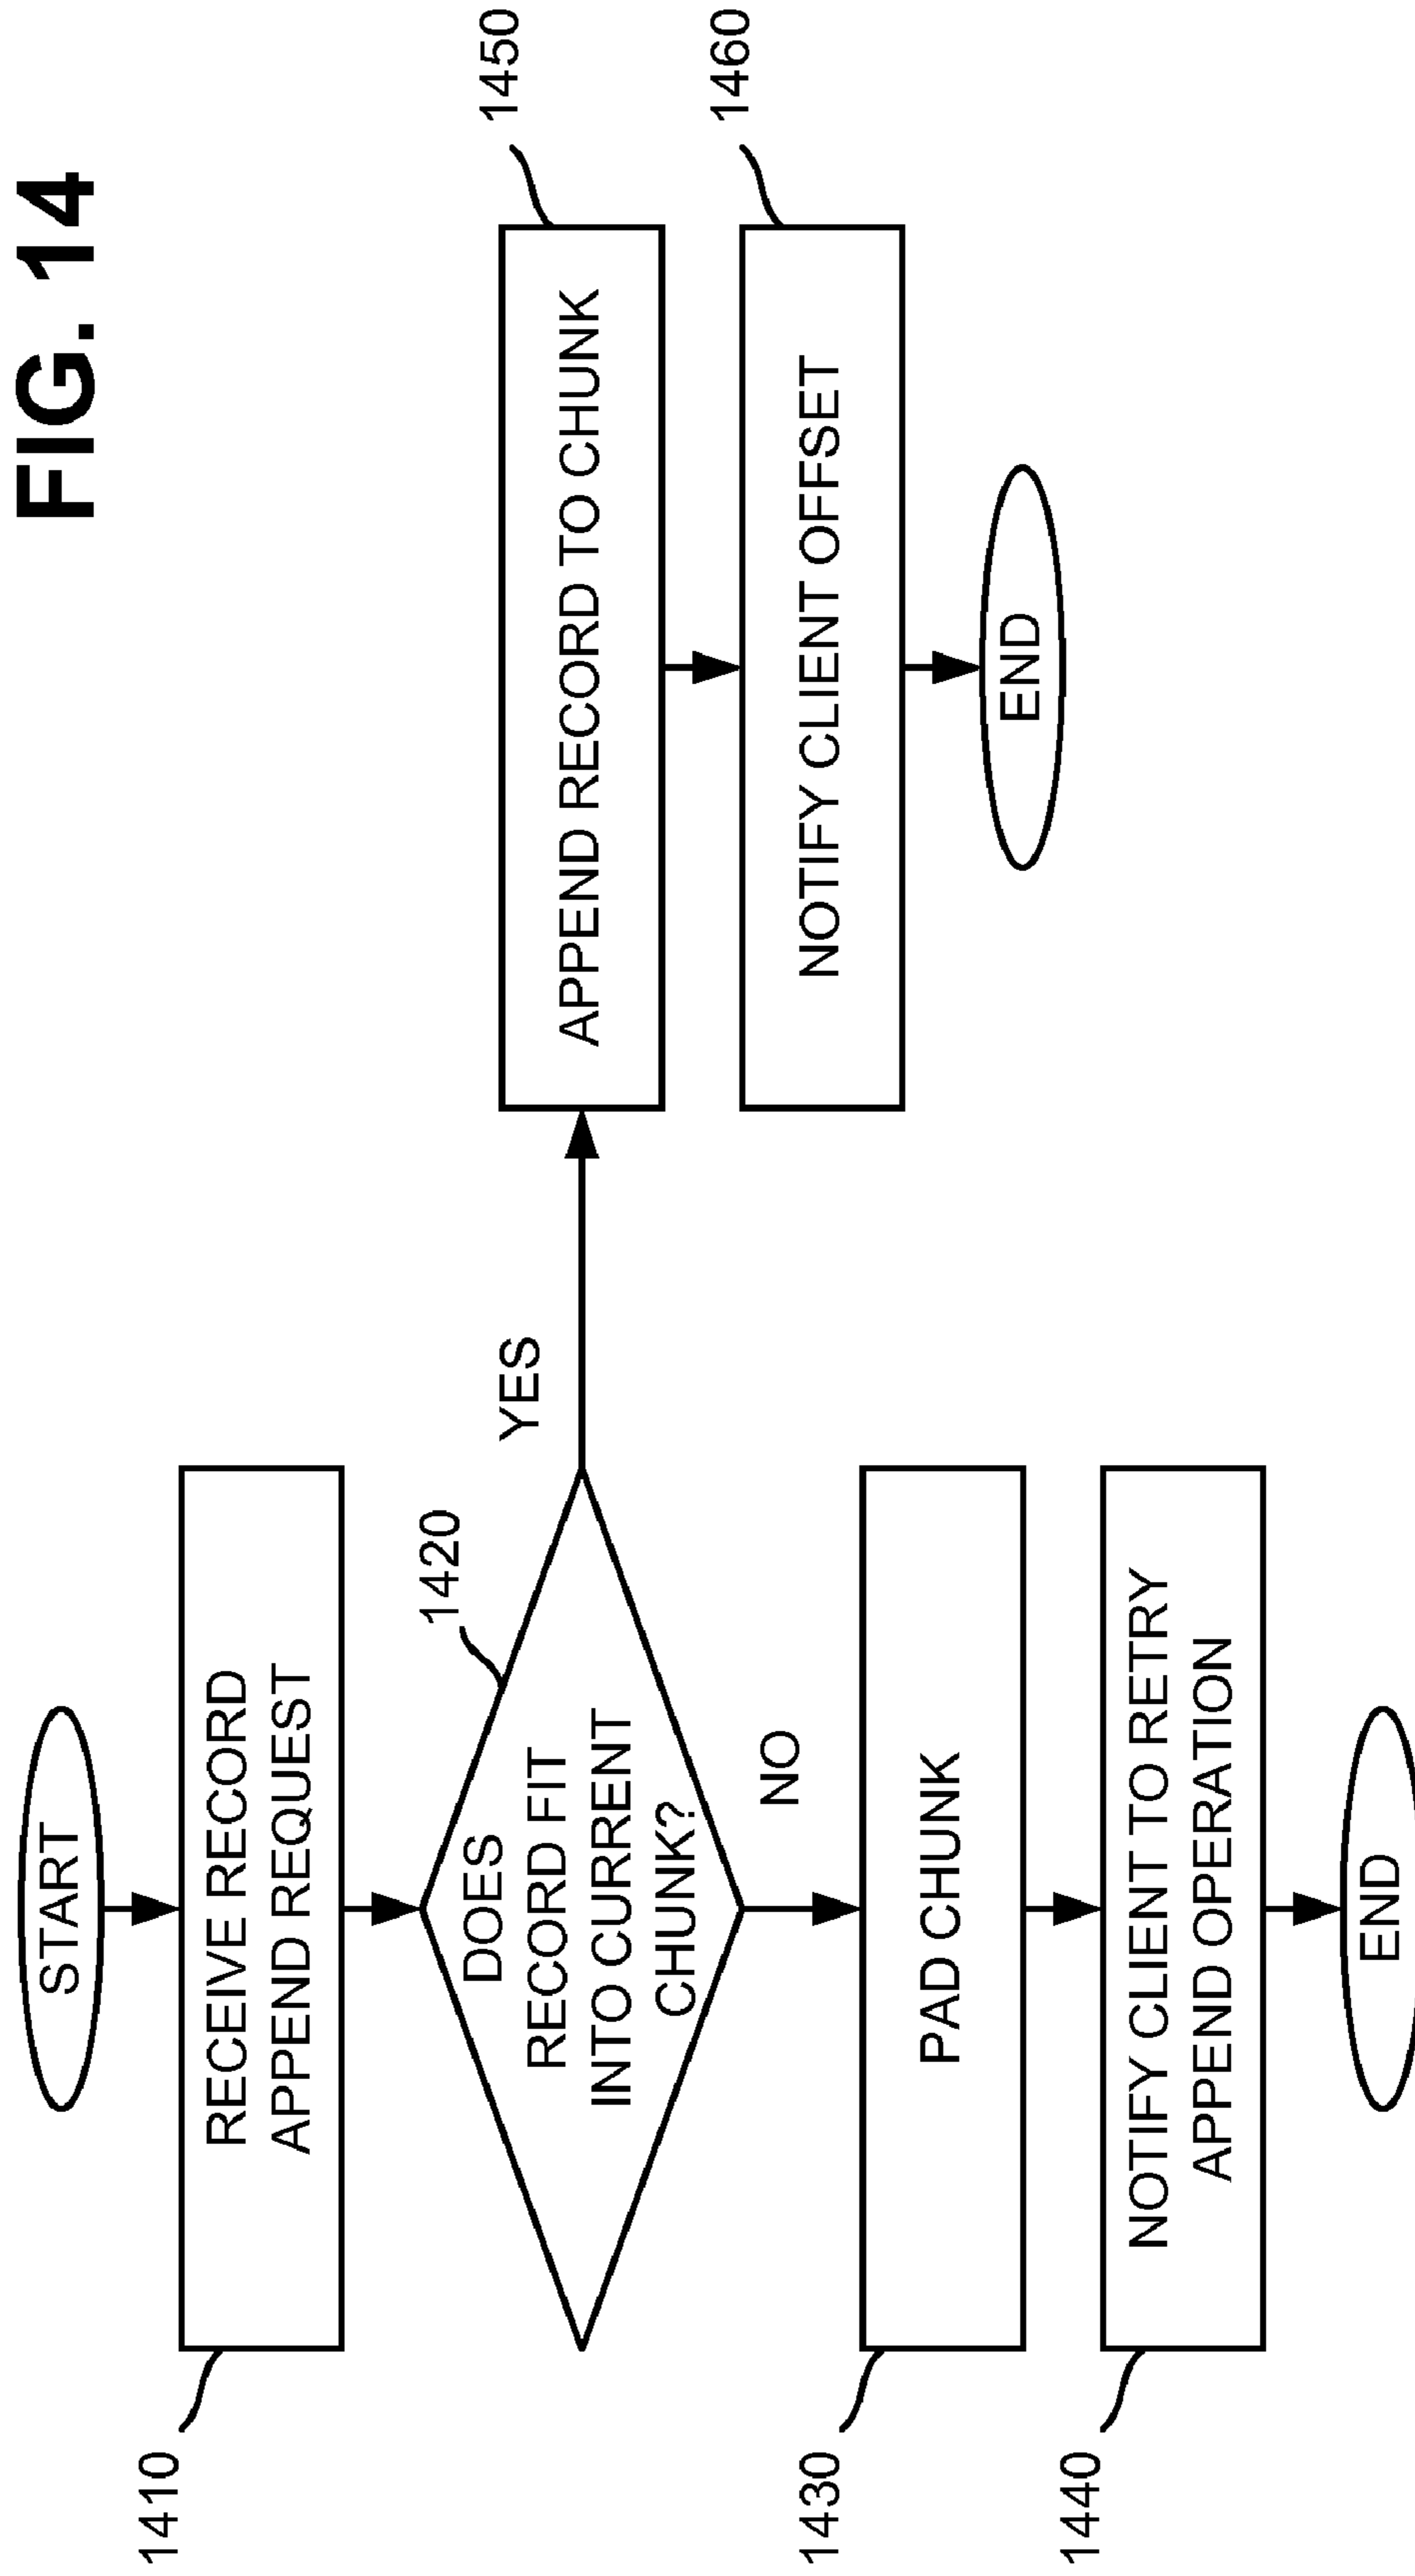 FIG. 14
START
1410
RECEIVE RECORD
APPEND REQUEST
1420
DOES
RECORD FIT
INTO CURRENT
CHUNK?
YES
NO
1450
APPEND RECORD TO CHUNK
1460
NOTIFY CLIENT OFFSET
END
1430
PAD CHUNK
1440
NOTIFY CLIENT TO RETRY
APPEND OPERATION
END